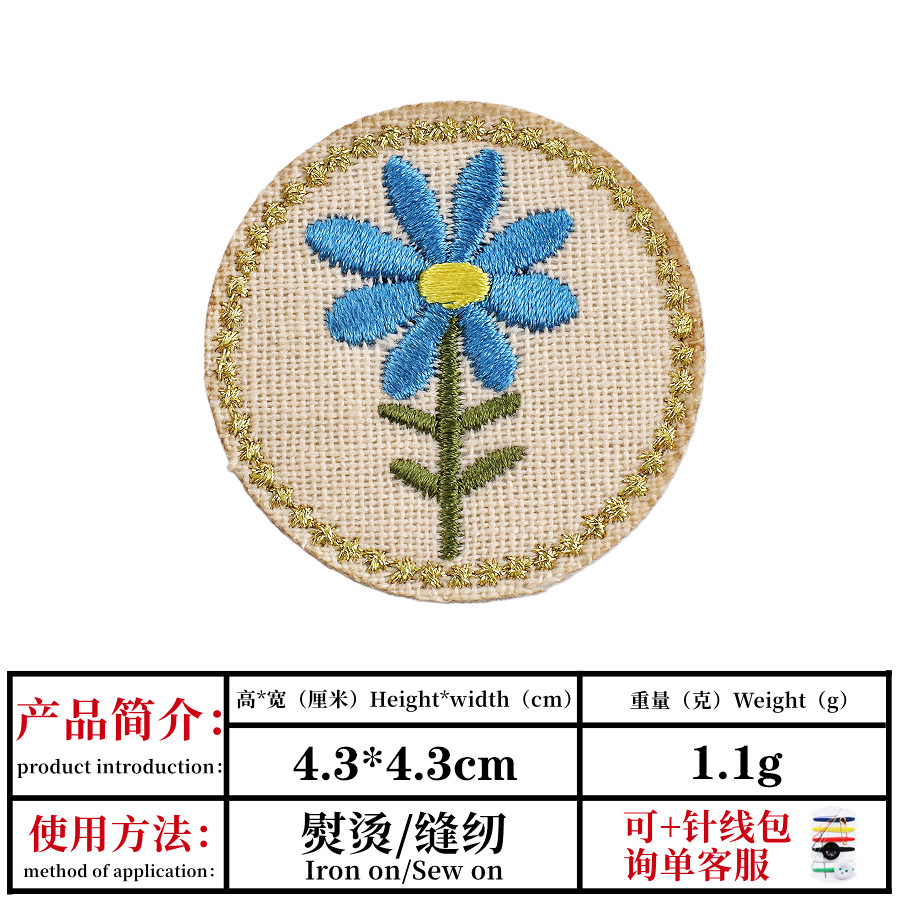 产品简介：
product introduction：
高*宽（厘米）Height*width（cm）
重量（克）Weight（g）
4.3*4.3cm
1.1g
使用方法：
method of application：
熨烫/缝纫
Iron on/Sew on
可+针线包
询单客服